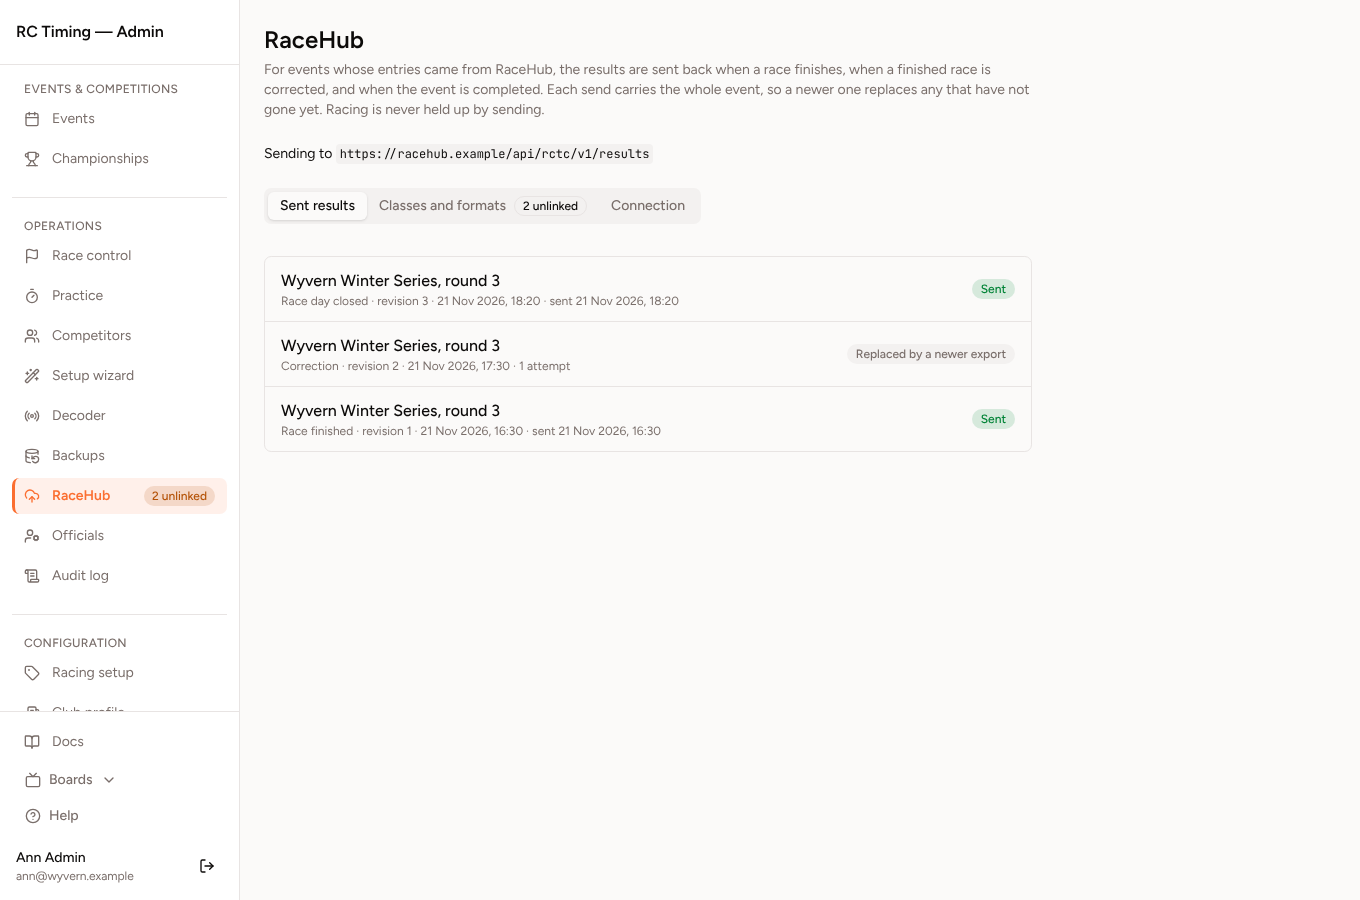 RC Timing — Admin
EVENTS & COMPETITIONS
Events
Championships
OPERATIONS
Race control
Practice
Competitors
Setup wizard
Decoder
Backups
RaceHub 2 unlinked
Officials
Audit log
CONFIGURATION
Racing setup
Club profile
Docs
Boards
Help
Ann Admin
ann@wyvern.example
RaceHub
For events whose entries came from RaceHub, the results are sent back when a race finishes, when a finished race is
corrected, and when the event is completed. Each send carries the whole event, so a newer one replaces any that have not
gone yet. Racing is never held up by sending.
Sending to https://racehub.example/api/rctc/v1/results
Sent results Classes and formats 2 unlinked Connection
Wyvern Winter Series, round 3
Race day closed · revision 3 · 21 Nov 2026, 18:20 · sent 21 Nov 2026, 18:20
Sent
Wyvern Winter Series, round 3
Correction · revision 2 · 21 Nov 2026, 17:30 · 1 attempt
Replaced by a newer export
Wyvern Winter Series, round 3
Race finished · revision 1 · 21 Nov 2026, 16:30 · sent 21 Nov 2026, 16:30
Sent